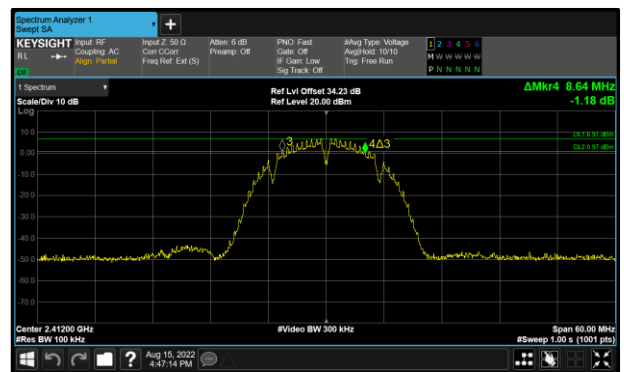 Spectrum Analyzer 1
Swept SA
+
KEYSIGHT Input: RF Input Z: 50 Ω Atten: 6 dB PNO: Fast #Avg Type: Voltage 1 2 3 4 5 6
RL Coupling: AC Corr CCorr Preamp: Off Gate: Off Avg|Hold: 10/10 M W W W W W
Align: Partial Freq Ref: Ext (S) IF Gain: Low Trig: Free Run
Sig Track: Off P N N N N N
1 Spectrum Ref Lvl Offset 34.23 dB ΔMkr4 8.64 MHz
Scale/Div 10 dB Ref Level 20.00 dBm -1.18 dB
Log
10.0 DL1 6.97 dBm
3 4Δ3
0.00 DL2 0.97 dBm
-10.0
-20.0
-30.0
-40.0
-50.0
-60.0
-70.0
Center 2.41200 GHz #Video BW 300 kHz Span 60.00 MHz
#Res BW 100 kHz #Sweep 1.00 s (1001 pts)
? Aug 15, 2022
4:47:14 PM